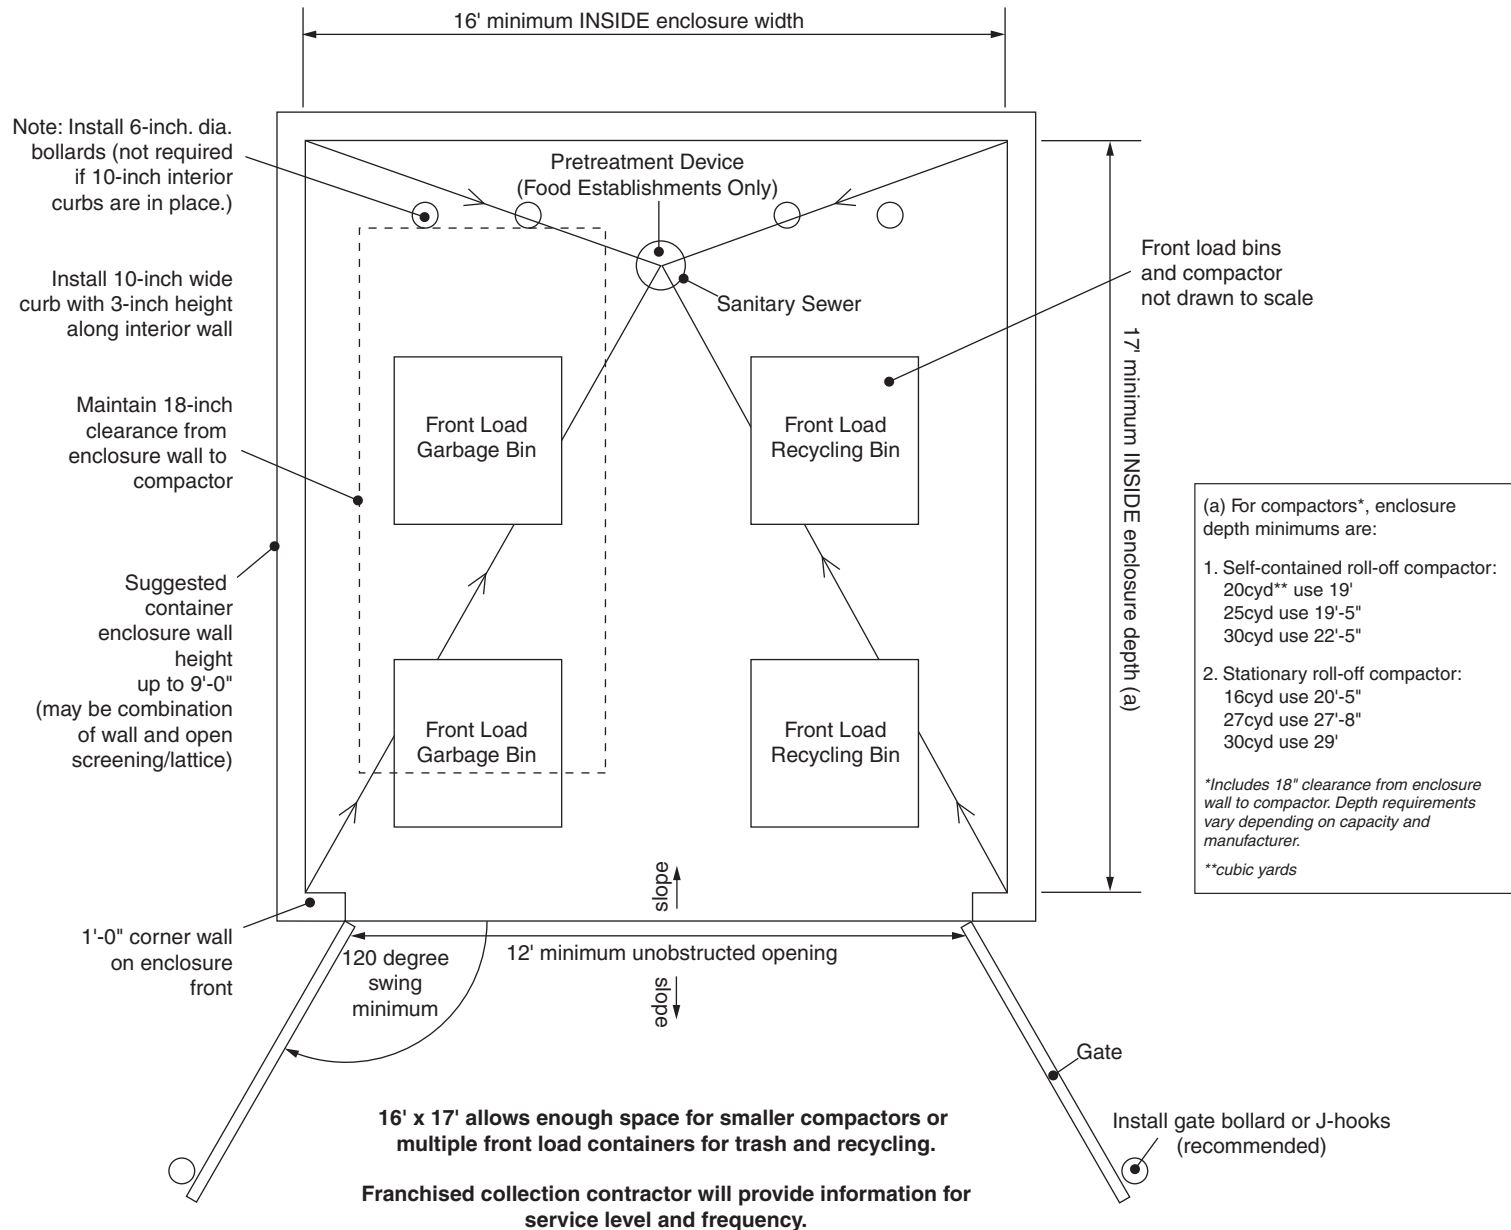 16' minimum INSIDE enclosure width
Note: Install 6-inch. dia.
bollards (not required
if 10-inch interior
curbs are in place.)
Pretreatment Device
(Food Establishments Only)
Sanitary Sewer
Front load bins
and compactor
not drawn to scale
Install 10-inch wide
curb with 3-inch height
along interior wall
17' minimum INSIDE enclosure depth (a)
Maintain 18-inch
clearance from
enclosure wall to
compactor
Front Load
Garbage Bin
Front Load
Recycling Bin
Suggested
container
enclosure wall
height
up to 9'-0"
(may be combination
of wall and open
screening/lattice)
Front Load
Garbage Bin
Front Load
Recycling Bin
(a) For compactors*, enclosure
depth minimums are:
1. Self-contained roll-off compactor:
20cyd** use 19'
25cyd use 19'-5"
30cyd use 22'-5"
2. Stationary roll-off compactor:
16cyd use 20'-5"
27cyd use 27'-8"
30cyd use 29'
*Includes 18" clearance from enclosure
wall to compactor. Depth requirements
vary depending on capacity and
manufacturer.
**cubic yards
slope
1'-0" corner wall
on enclosure
front
12' minimum unobstructed opening
120 degree
swing
minimum
slope
Gate
Install gate bollard or J-hooks
(recommended)
16' x 17' allows enough space for smaller compactors or
multiple front load containers for trash and recycling.
Franchised collection contractor will provide information for
service level and frequency.